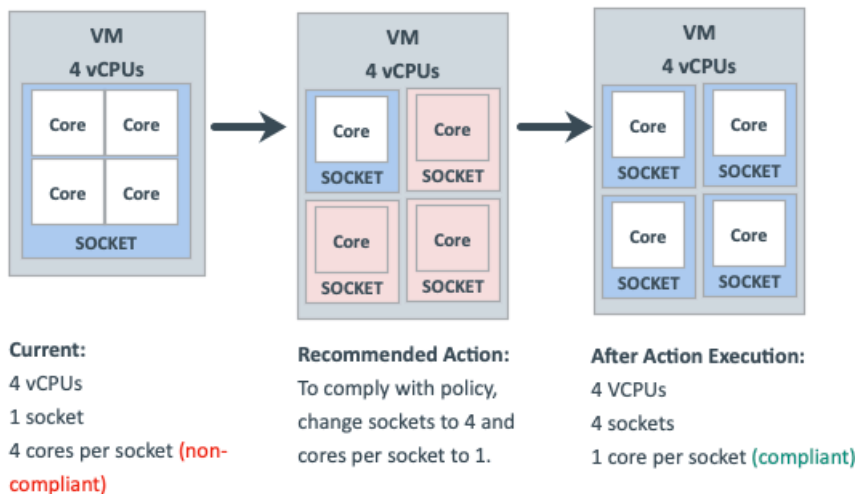 VM
4 vCPUs
Core Core
Core Core
SOCKET
VM
4 vCPUs
Core Core
SOCKET SOCKET
Core Core
SOCKET SOCKET
VM
4 vCPUs
Core Core
SOCKET SOCKET
Core Core
SOCKET SOCKET
Current:
4 vCPUs
1 socket
4 cores per socket (non-
compliant)
Recommended Action:
To comply with policy,
change sockets to 4 and
cores per socket to 1.
After Action Execution:
4 VCPUs
4 sockets
1 core per socket (compliant)